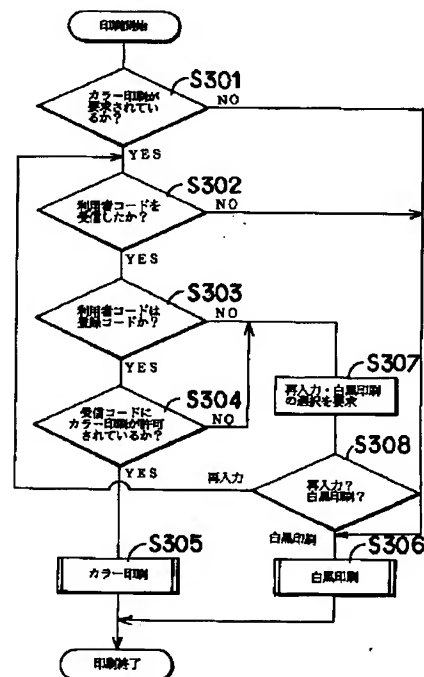 印刷開始
S301
カラー印刷が
要求されてい
るか?
NO
YES
S302
利用者コードを
受信したか?
NO
YES
S303
利用者コードは
登録コードか?
NO
YES
S304
受信コードに
カラー印刷が許可
されているか?
NO
YES
S307
再入力・白黒印刷
の選択を要求
S308
再入力?
白黒印刷?
再入力
白黒印刷
S305
カラー印刷
S306
白黒印刷
印刷終了